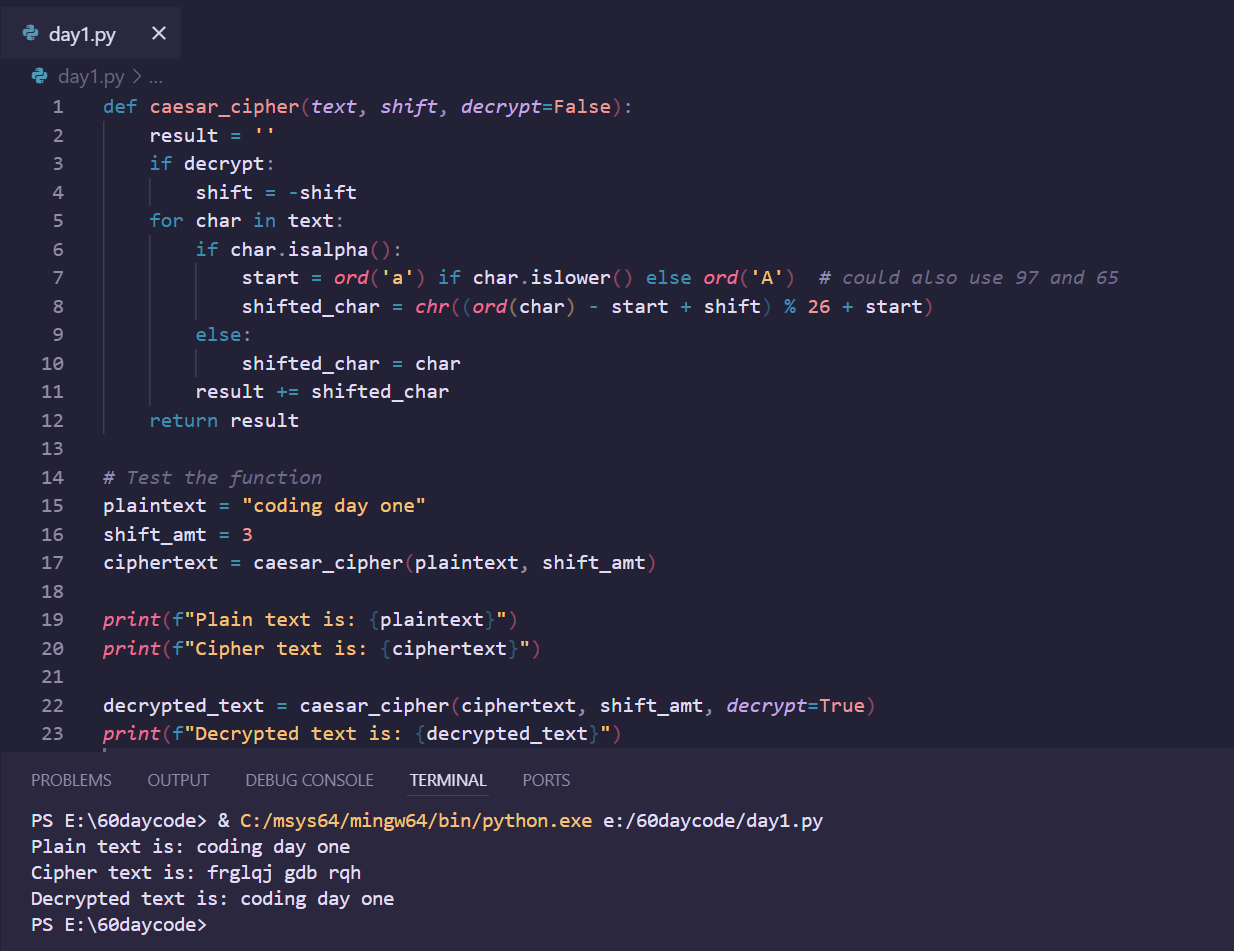 day1.py ×
day1.py > ...
1 def caesar_cipher(text, shift, decrypt=False):
2     result = ''
3     if decrypt:
4         shift = -shift
5     for char in text:
6         if char.isalpha():
7             start = ord('a') if char.islower() else ord('A')  # could also use 97 and 65
8             shifted_char = chr((ord(char) - start + shift) % 26 + start)
9         else:
10             shifted_char = char
11         result += shifted_char
12     return result
13
14 # Test the function
15 plaintext = "coding day one"
16 shift_amt = 3
17 ciphertext = caesar_cipher(plaintext, shift_amt)
18
19 print(f"Plain text is: {plaintext}")
20 print(f"Cipher text is: {ciphertext}")
21
22 decrypted_text = caesar_cipher(ciphertext, shift_amt, decrypt=True)
23 print(f"Decrypted text is: {decrypted_text}")
PROBLEMS OUTPUT DEBUG CONSOLE TERMINAL PORTS
PS E:\60daycode> & C:/msys64/mingw64/bin/python.exe e:/60daycode/day1.py
Plain text is: coding day one
Cipher text is: frglqj gdb rqh
Decrypted text is: coding day one
PS E:\60daycode>